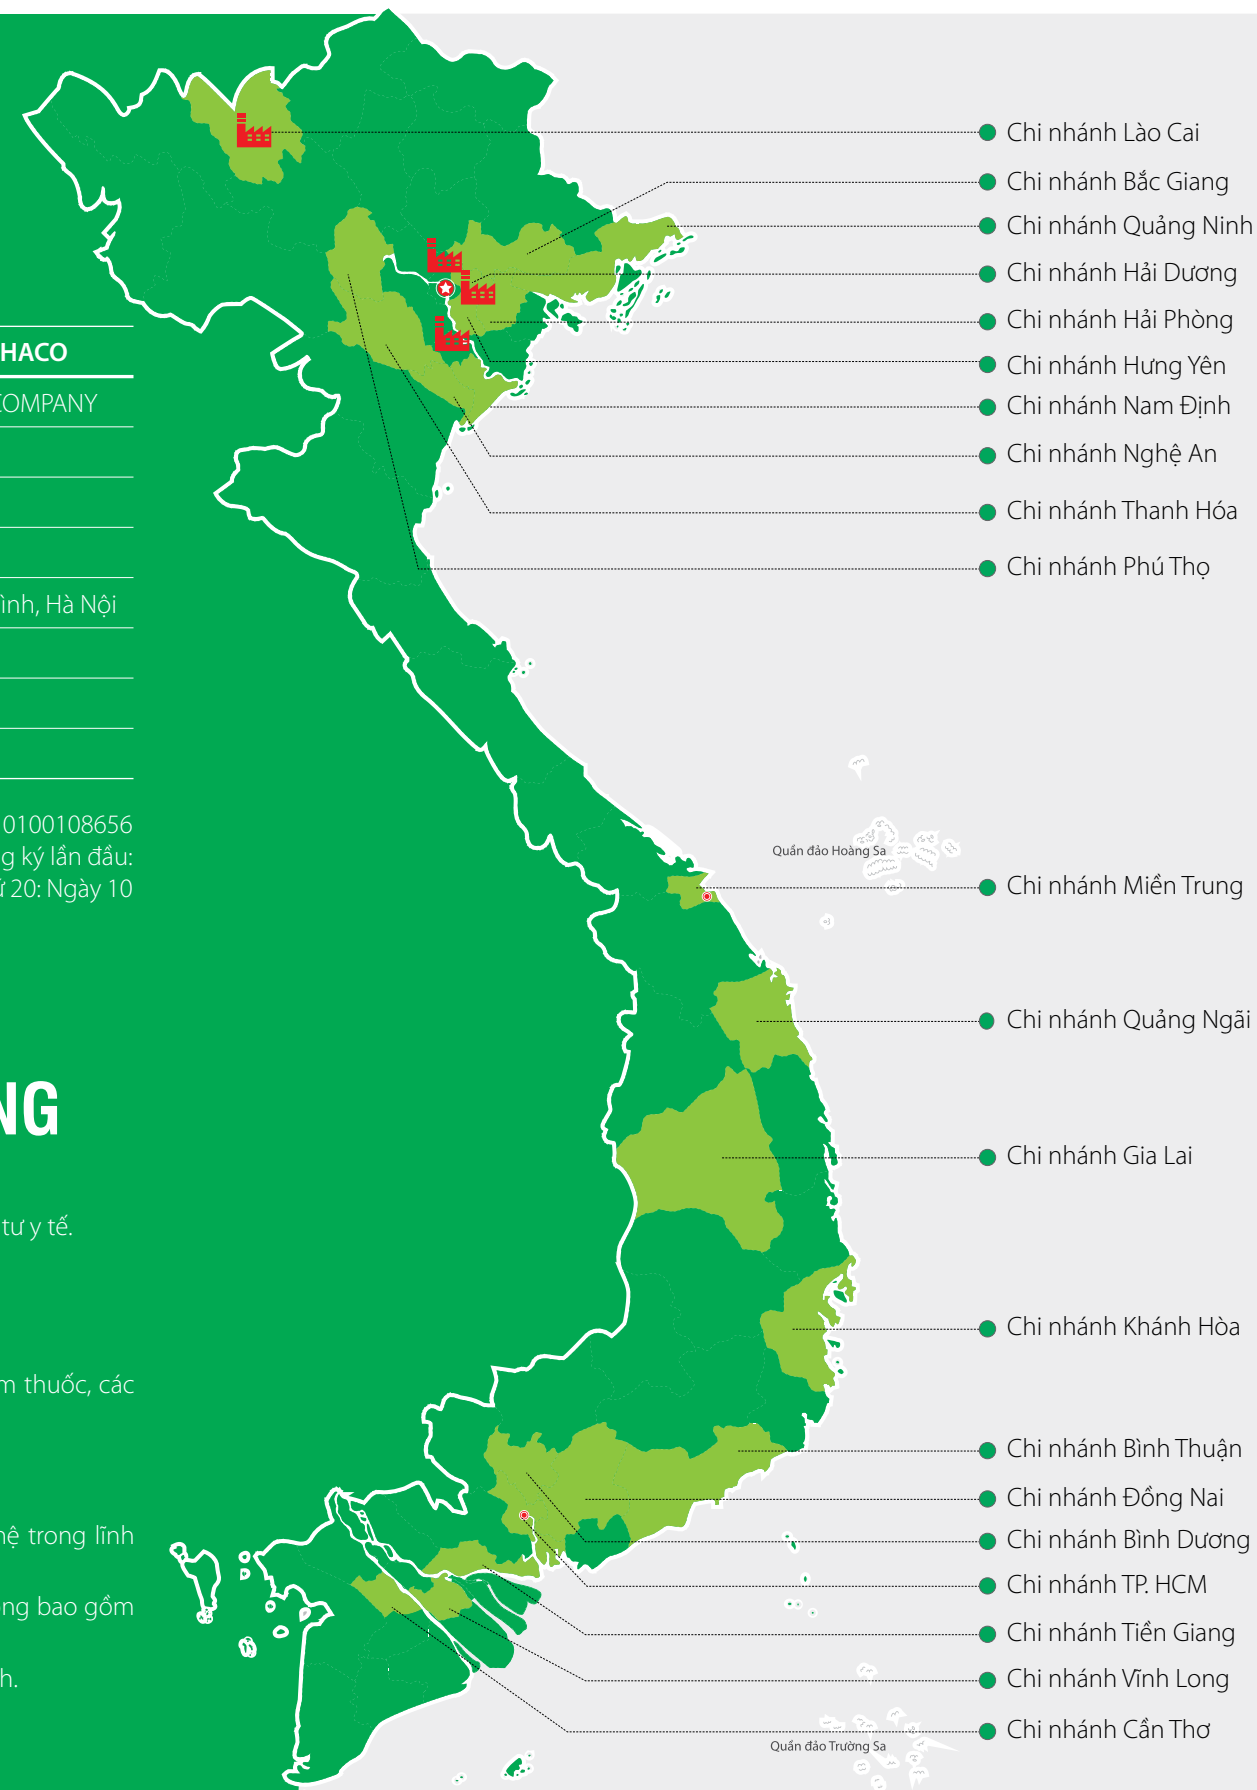 HACO
COMPANY
ình, Hà Nội
0100108656
g ký lần đầu:
ứ 20: Ngày 10
NG
tư y tế.
m thuốc, các
hệ trong lĩnh
ông bao gồm
h.
Chi nhánh Lào Cai
Chi nhánh Bắc Giang
Chi nhánh Quảng Ninh
Chi nhánh Hải Dương
Chi nhánh Hải Phòng
Chi nhánh Hưng Yên
Chi nhánh Nam Định
Chi nhánh Nghệ An
Chi nhánh Thanh Hóa
Chi nhánh Phú Thọ
Quần đảo Hoàng Sa
Chi nhánh Miền Trung
Chi nhánh Quảng Ngãi
Chi nhánh Gia Lai
Chi nhánh Khánh Hòa
Chi nhánh Bình Thuận
Chi nhánh Đồng Nai
Chi nhánh Bình Dương
Chi nhánh TP. HCM
Chi nhánh Tiền Giang
Chi nhánh Vĩnh Long
Chi nhánh Cần Thơ
Quần đảo Trường Sa